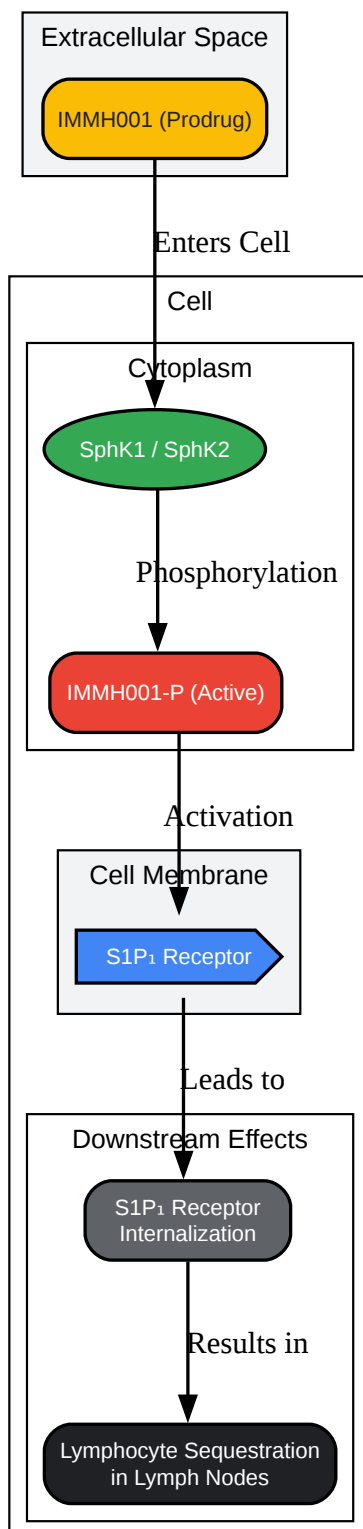 Extracellular Space
IMMH001 (Prodrug)
Enters Cell
Cell
Cytoplasm
SphK1 / SphK2
Phosphorylation
IMMH001-P (Active)
Activation
Cell Membrane
S1P₁ Receptor
Leads to
Downstream Effects
S1P₁ Receptor
Internalization
Results in
Lymphocyte Sequestration
in Lymph Nodes